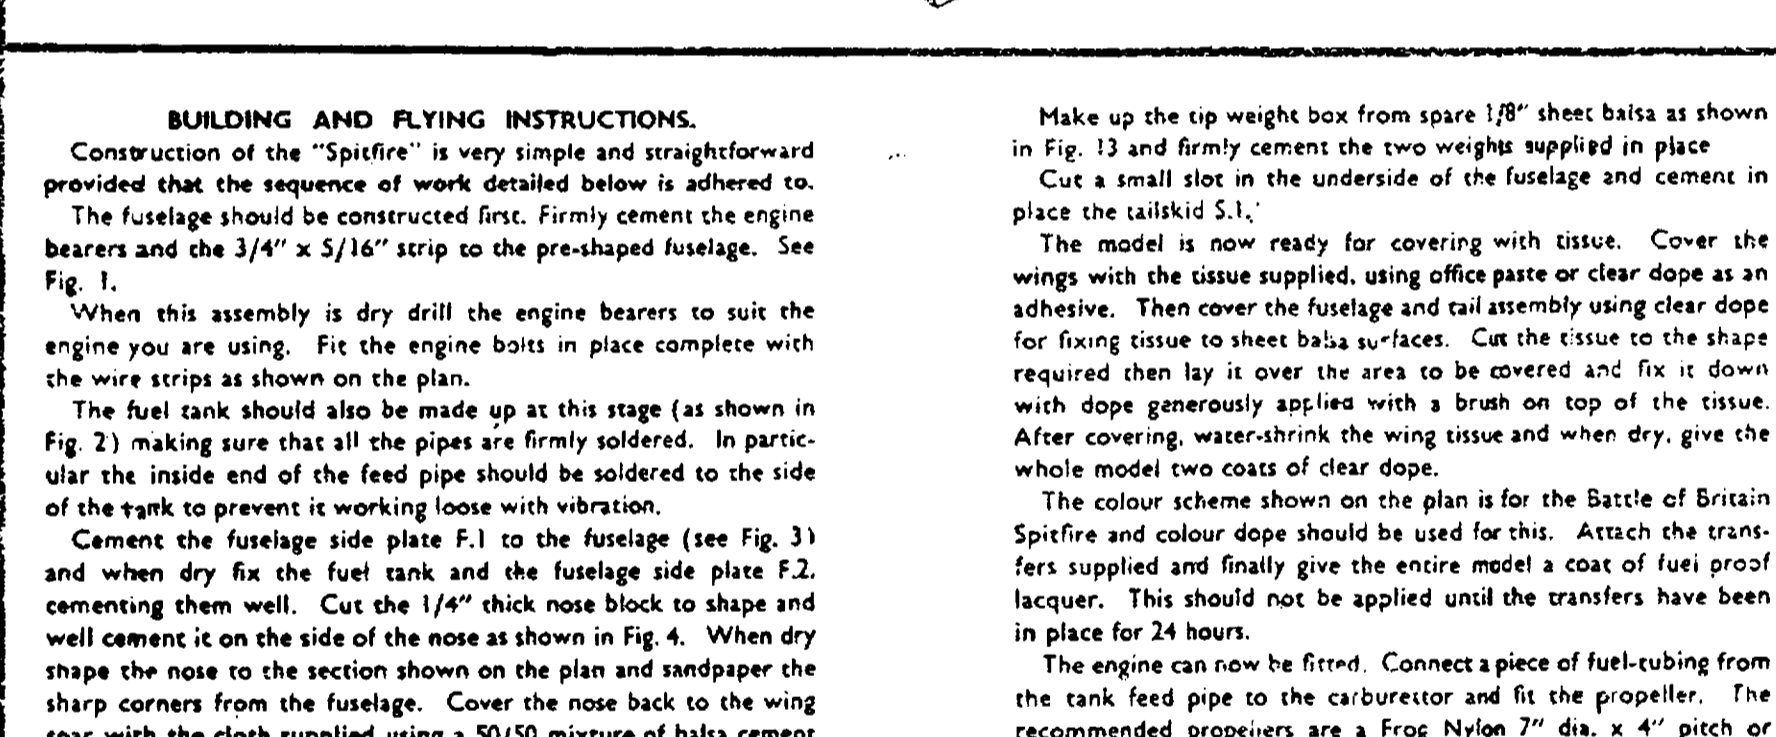 BUILDING AND FLYING INSTRUCTIONS.
Construction of the "Spitfire" is very simple and straightforward
provided that the sequence of work detailed below is adhered to.
The fuselage should be constructed first. Firmly cement the engine
bearers and the 3/4" x 5/16" strip to the pre-shaped fuselage. See
Fig. 1.
When this assembly is dry drill the engine bearers to suit the
engine you are using. Fit the engine bolts in place complete with
the wire strips as shown on the plan.
The fuel tank should also be made up at this stage (as shown in
Fig. 2) making sure that all the pipes are firmly soldered. In partic-
ular the inside end of the feed pipe should be soldered to the side
of the tank to prevent it working loose with vibration.
Cement the fuselage side plate F.1 to the fuselage (see Fig. 3)
and when dry fix the fuel tank and the fuselage side plate F.2.
cementing them well. Cut the 1/4" thick nose block to shape and
well cement it on the side of the nose as shown in Fig. 4. When dry
shape the nose to the section shown on the plan and sandpaper the
sharp corners from the fuselage. Cover the nose back to the wing
spar with the cloth supplied using a 50/50 mixture of balsa cement
Make up the tip weight box from spare 1/8" sheet balsa as shown
in Fig. 13 and firmly cement the two weights supplied in place
Cut a small slot in the underside of the fuselage and cement in
place the tailskid S.1.
The model is now ready for covering with tissue. Cover the
wings with the tissue supplied, using office paste or clear dope as an
adhesive. Then cover the fuselage and tail assembly using clear dope
for fixing tissue to sheet balsa surfaces. Cut the tissue to the shape
required then lay it over the area to be covered and fix it down
with dope generously applied with a brush on top of the tissue.
After covering, water-shrink the wing tissue and when dry, give the
whole model two coats of clear dope.
The colour scheme shown on the plan is for the Battle of Britain
Spitfire and colour dope should be used for this. Attach the trans-
fers supplied and finally give the entire model a coat of fuel proof
lacquer. This should not be applied until the transfers have been
in place for 24 hours.
The engine can now be fitted. Connect a piece of fuel-tubing from
the tank feed pipe to the carburettor and fit the propeller. The
recommended propellers are a Frog Nylon 7" dia. x 4" pitch or